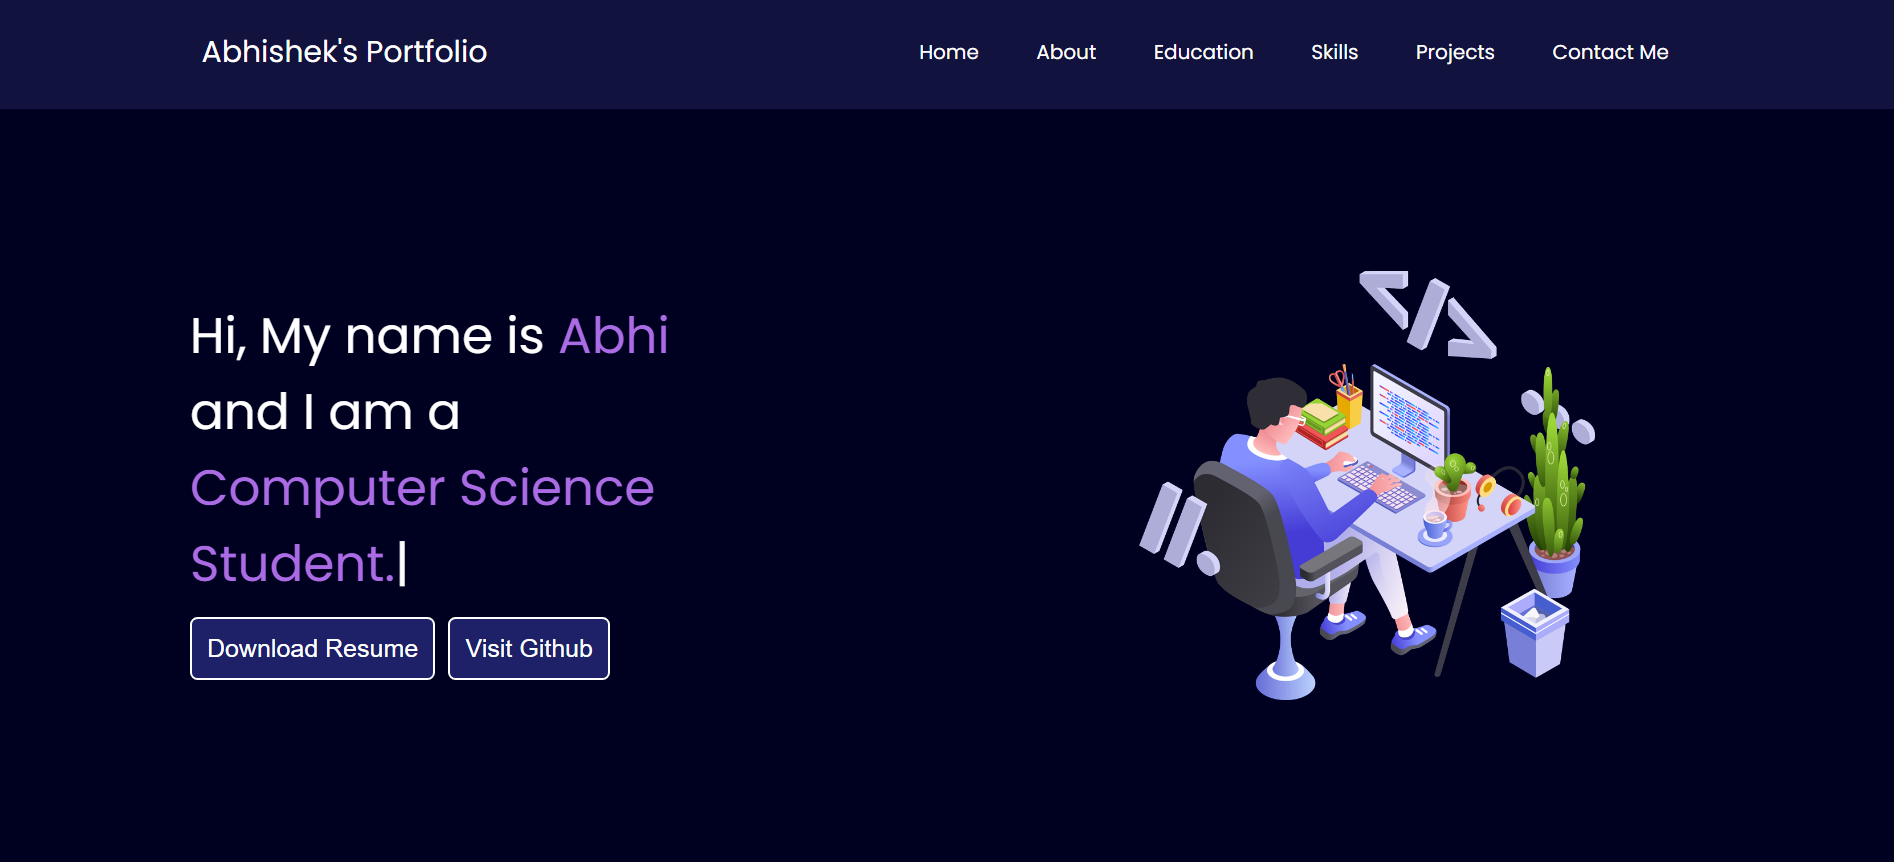 Abhishek's Portfolio
Home About Education Skills Projects Contact Me
</>
Hi, My name is Abhi
and I am a
Computer Science
Student.|
Download Resume Visit Github